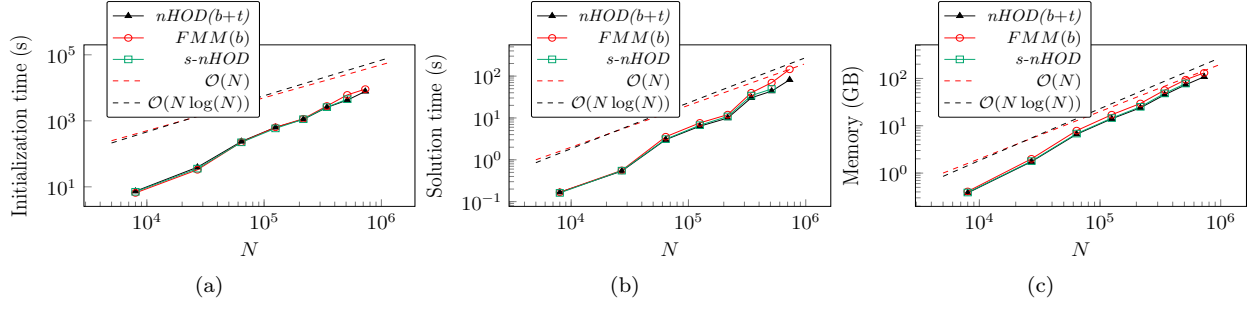 nHOD(b+t)
FMM(b)
s-nHOD
O(N)
O(N log(N))
Initialization time (s)
10^5
10^3
10^1
10^4
10^5
10^6
N
(a)
nHOD(b+t)
FMM(b)
s-nHOD
O(N)
O(N log(N))
Solution time (s)
10^2
10^1
10^0
10^−1
10^4
10^5
10^6
N
(b)
nHOD(b+t)
FMM(b)
s-nHOD
O(N)
O(N log(N))
Memory (GB)
10^2
10^1
10^0
10^4
10^5
10^6
N
(c)